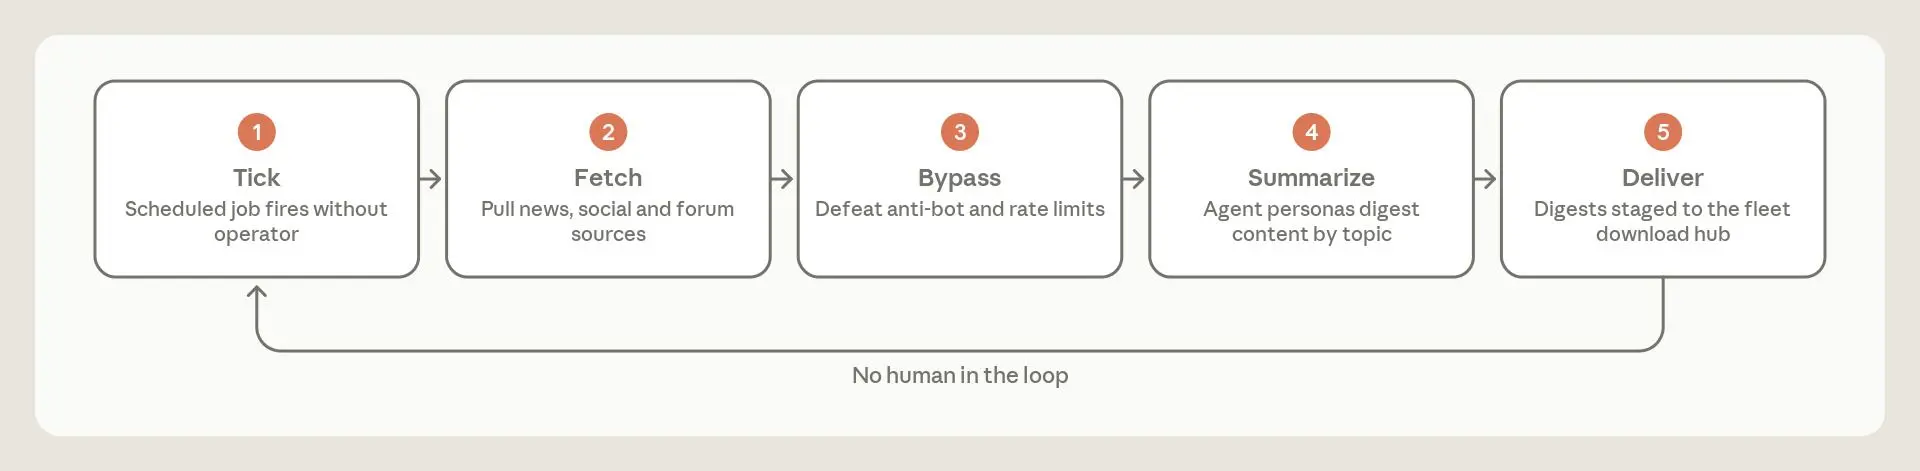 1
Tick
Scheduled job fires without
operator
2
Fetch
Pull news, social and forum
sources
3
Bypass
Defeat anti-bot and rate limits
4
Summarize
Agent personas digest
content by topic
5
Deliver
Digests staged to the fleet
download hub
No human in the loop